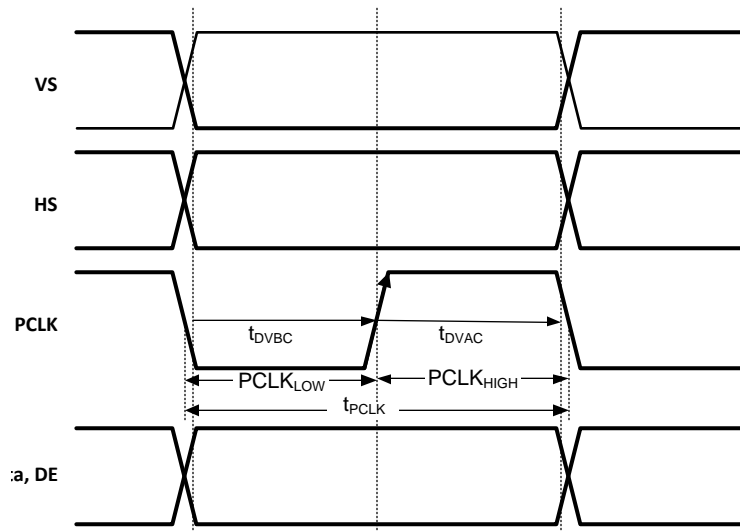 VS
HS
PCLK
tDVBC
tDVAC
PCLKLOW
PCLKHIGH
tPCLK
:a, DE